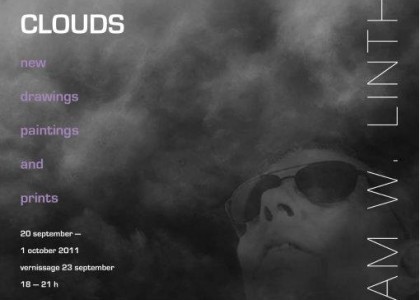 CLOUDS
new
drawings
paintings
and
prints
20 september —
1 october 2011
vernissage 23 september
18 — 21 h
AM W. LINTH